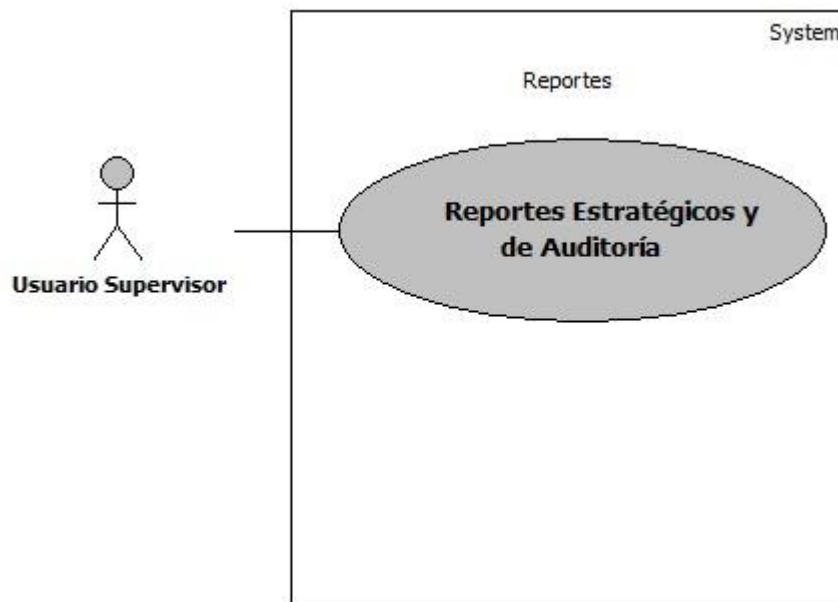 System
Reportes
Reportes Estratégicos y
de Auditoría
Usuario Supervisor